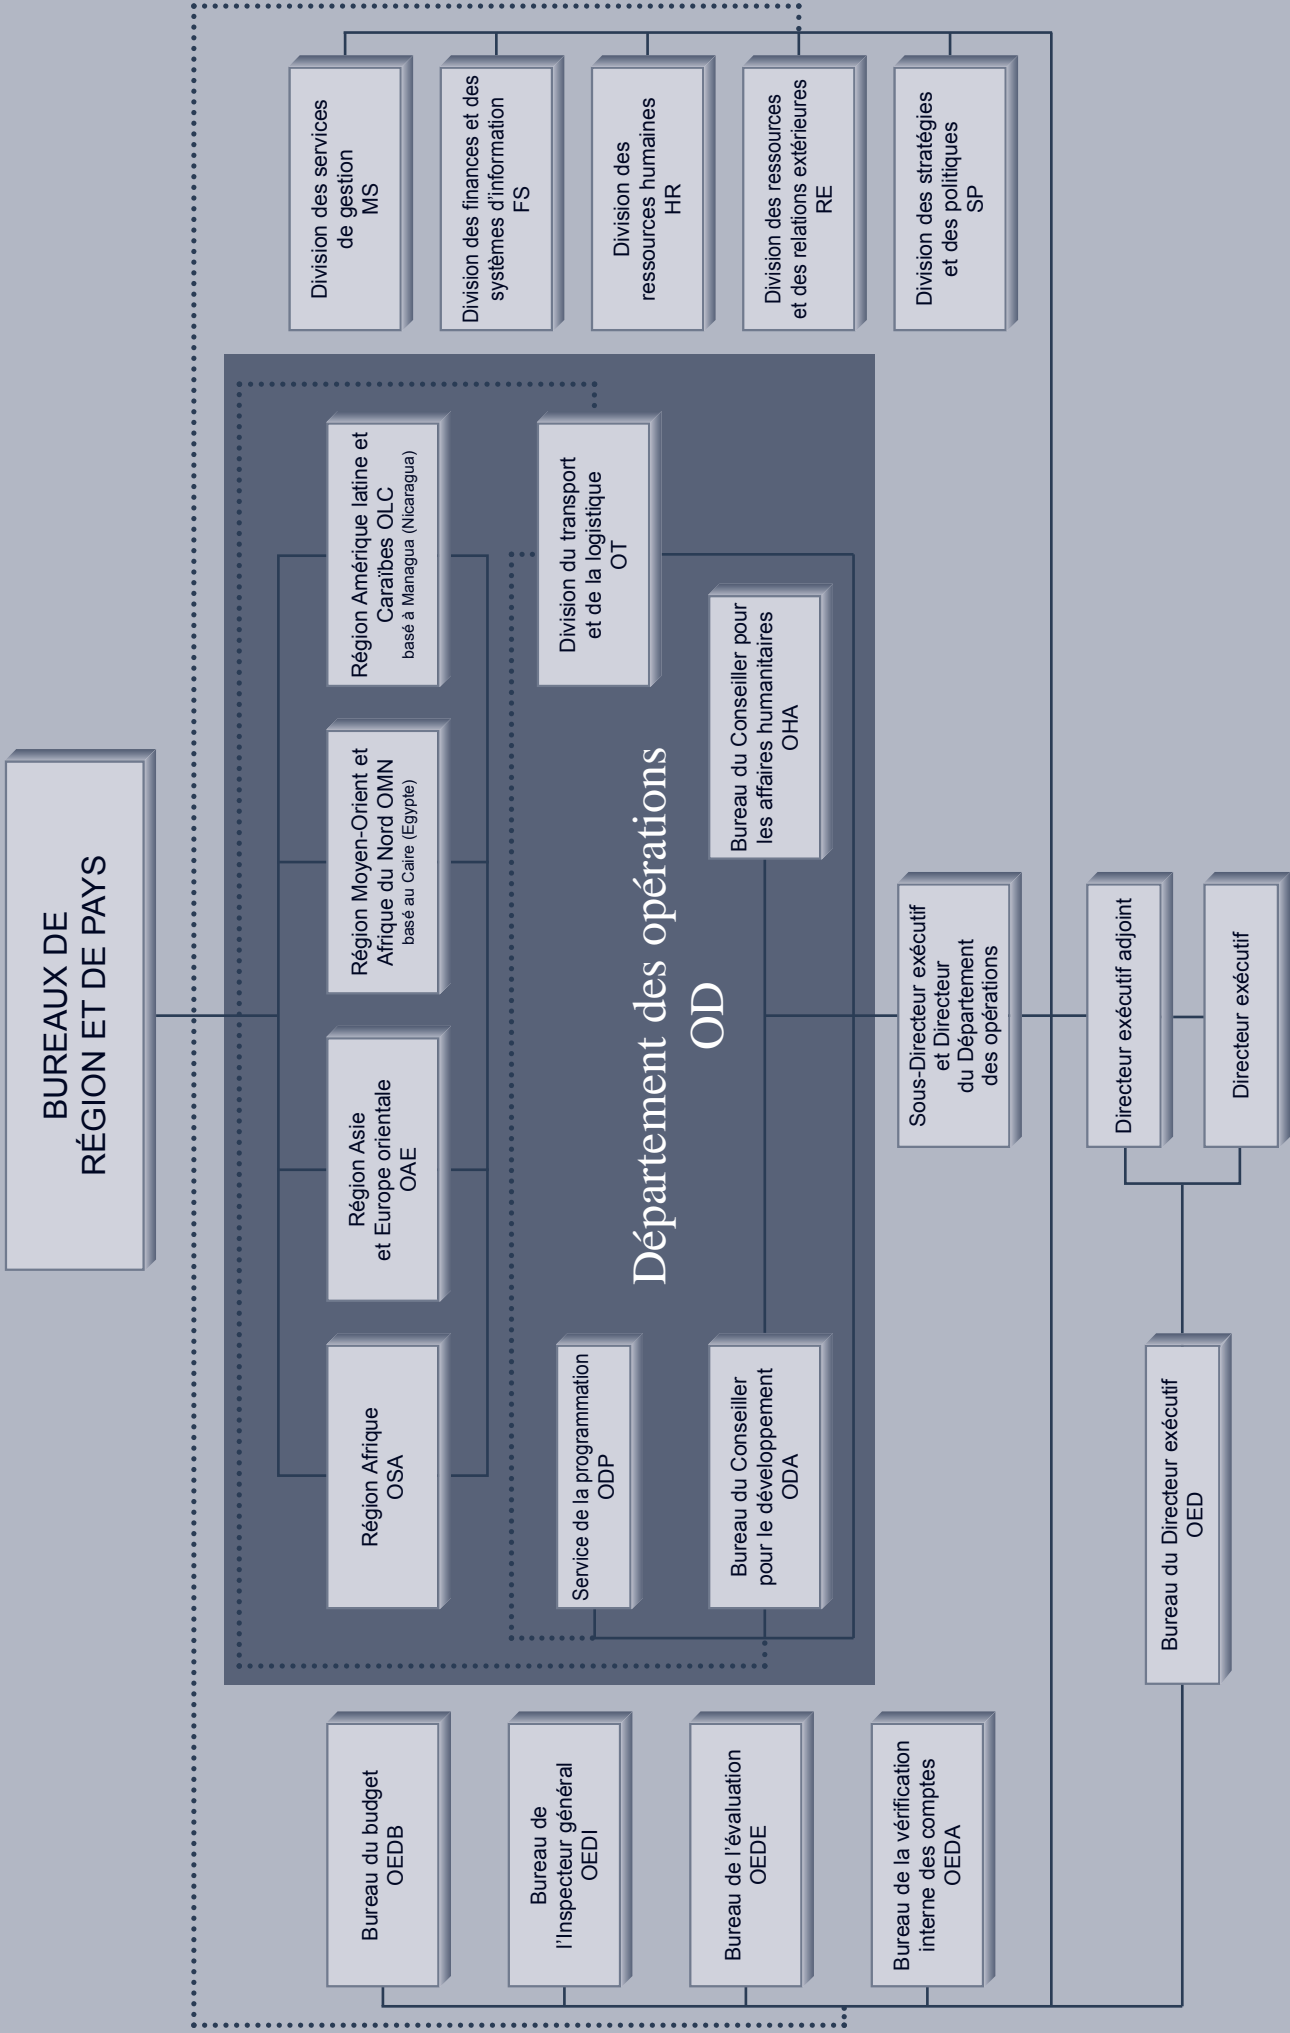 BUREAUX DE
RÉGION ET DE PAYS
Région Afrique
OSA
Région Asie
et Europe orientale
OAE
Région Moyen-Orient et
Afrique du Nord OMN
basé au Caire (Egypte)
Région Amérique latine et
Caraïbes OLC
basé à Managua (Nicaragua)
Service de la programmation
ODP
Division du transport
et de la logistique
OT
Département des opérations
OD
Bureau du Conseiller
pour le développement
ODA
Bureau du Conseiller pour
les affaires humanitaires
OHA
Bureau du budget
OEDB
Bureau de
l'Inspecteur général
OEDI
Bureau de l'évaluation
OEDE
Bureau de la vérification
interne des comptes
OEDA
Division des services
de gestion
MS
Division des finances et des
systèmes d'information
FS
Division des
ressources humaines
HR
Division des ressources
et des relations extérieures
RE
Division des stratégies
et des politiques
SP
Sous-Directeur exécutif
et Directeur
du Département
des opérations
Directeur exécutif adjoint
Bureau du Directeur exécutif
OED
Directeur exécutif